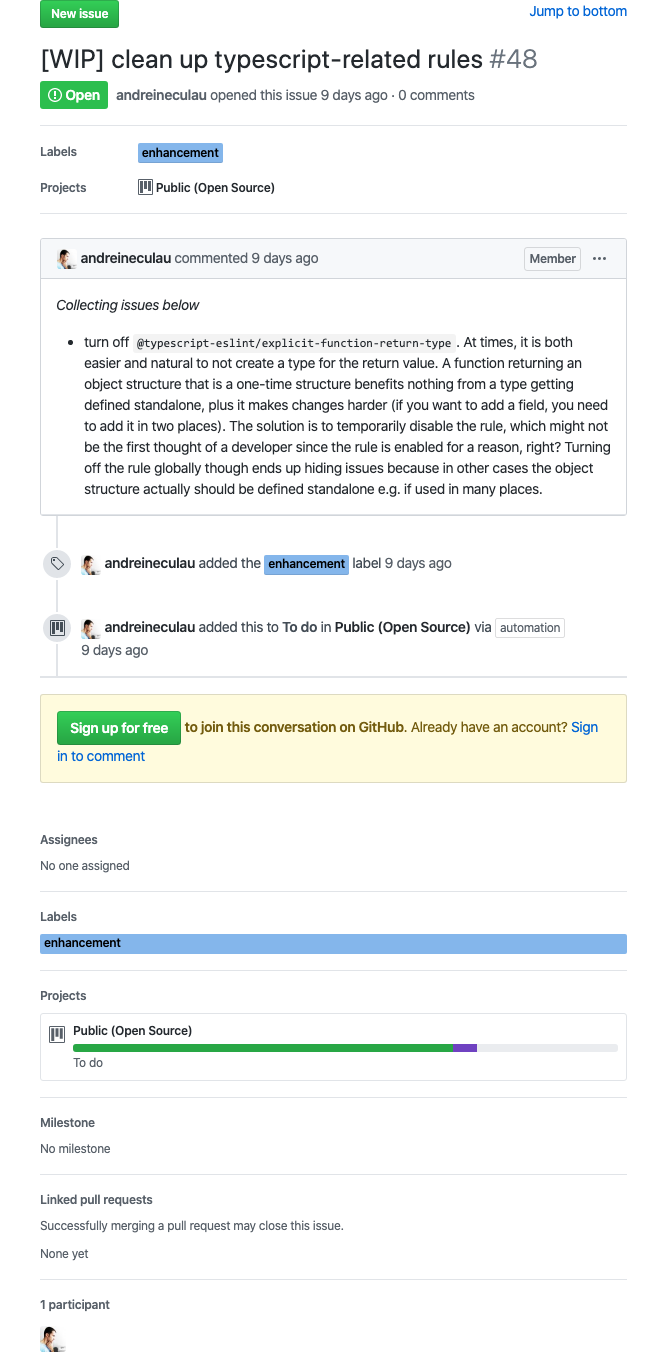 New issue
Jump to bottom
[WIP] clean up typescript-related rules #48
Open andreineculau opened this issue 9 days ago · 0 comments
Labels enhancement
Projects Public (Open Source)
andreineculau commented 9 days ago Member
Collecting issues below
• turn off @typescript-eslint/explicit-function-return-type . At times, it is both
easier and natural to not create a type for the return value. A function returning an
object structure that is a one-time structure benefits nothing from a type getting
defined standalone, plus it makes changes harder (if you want to add a field, you need
to add it in two places). The solution is to temporarily disable the rule, which might not
be the first thought of a developer since the rule is enabled for a reason, right? Turning
off the rule globally though ends up hiding issues because in other cases the object
structure actually should be defined standalone e.g. if used in many places.
andreineculau added the enhancement label 9 days ago
andreineculau added this to To do in Public (Open Source) via automation
9 days ago
Sign up for free to join this conversation on GitHub. Already have an account? Sign
in to comment
Assignees
No one assigned
Labels
enhancement
Projects
Public (Open Source)
To do
Milestone
No milestone
Linked pull requests
Successfully merging a pull request may close this issue.
None yet
1 participant